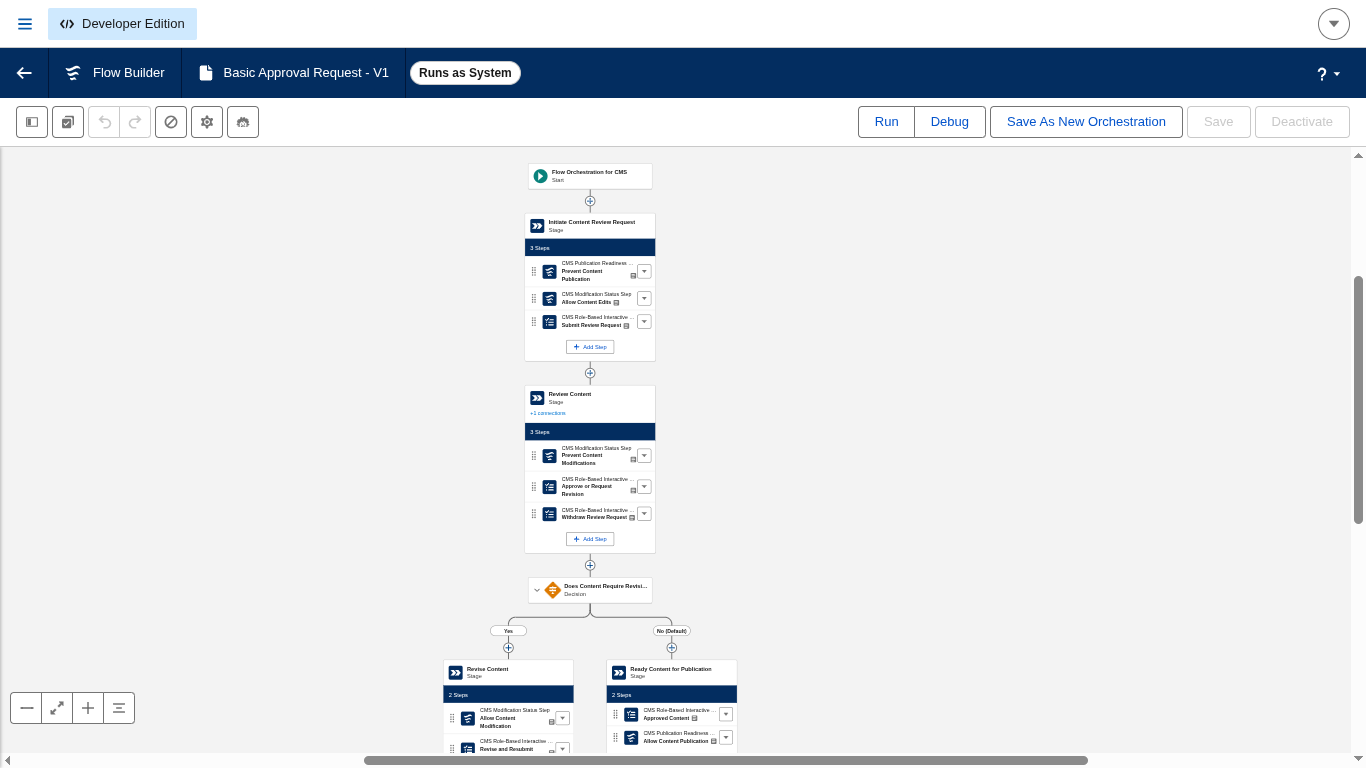 Developer Edition
Flow Builder
Basic Approval Request - V1
Runs as System
?
Run
Debug
Save As New Orchestration
Save
Deactivate
Flow Orchestration for CMS
Start
Initiate Content Review Request
Stage
3 Steps
CMS Publication Readiness ...
Prevent Content
Publication
CMS Modification Status Step
Allow Content Edits
CMS Role-Based Interactive ...
Submit Review Request
Add Step
Review Content
Stage
+1 connections
3 Steps
CMS Modification Status Step
Prevent Content
Modifications
CMS Role-Based Interactive ...
Approve or Request
Revision
CMS Role-Based Interactive ...
Withdraw Review Request
Add Step
Does Content Require Revisi...
Decision
Yes
No (Default)
Revise Content
Stage
2 Steps
CMS Modification Status Step
Allow Content
Modification
CMS Role-Based Interactive ...
Revise and Resubmit
Ready Content for Publication
Stage
2 Steps
CMS Role-Based Interactive ...
Approved Content
CMS Publication Readiness ...
Allow Content Publication